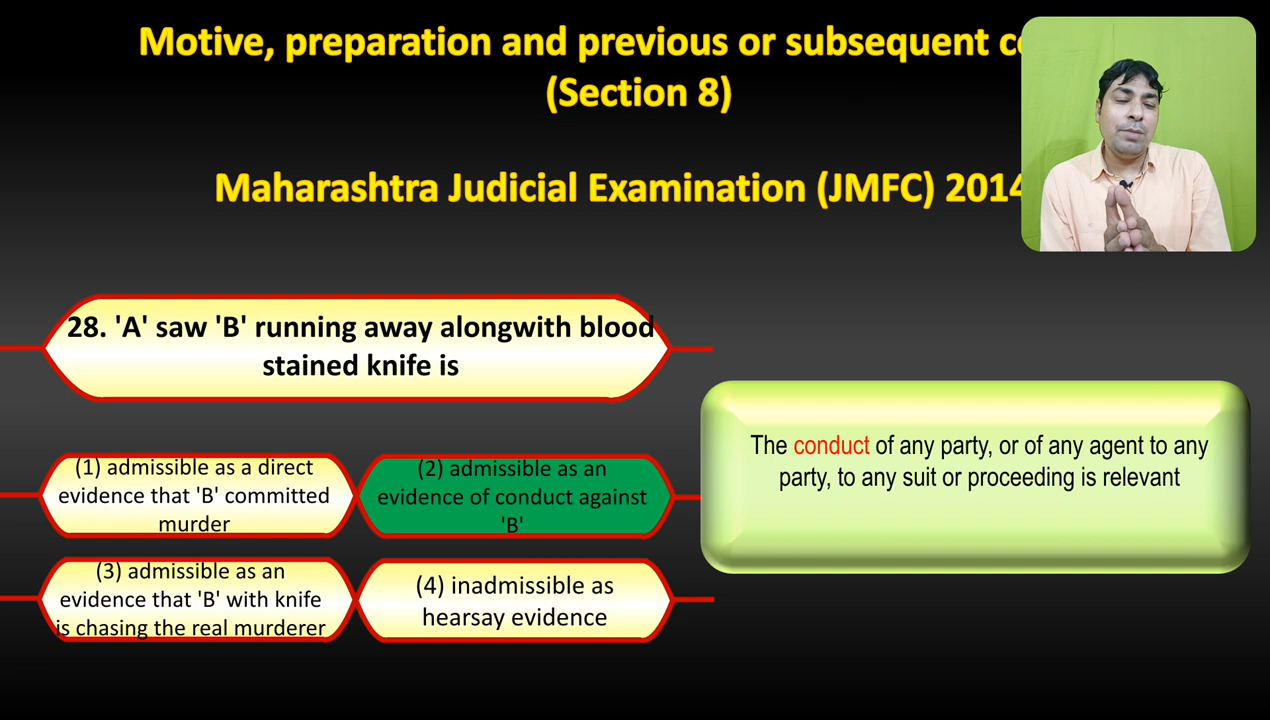 Motive, preparation and previous or subsequent
(Section 8)
Maharashtra Judicial Examination (JMFC) 2014
28. 'A' saw 'B' running away alongwith blood
stained knife is
(1) admissible as a direct
evidence that 'B' committed
murder
(2) admissible as an
evidence of conduct against
'B'
(3) admissible as an
evidence that 'B' with knife
is chasing the real murderer
(4) inadmissible as
hearsay evidence
The conduct of any party, or of any agent to any
party, to any suit or proceeding is relevant